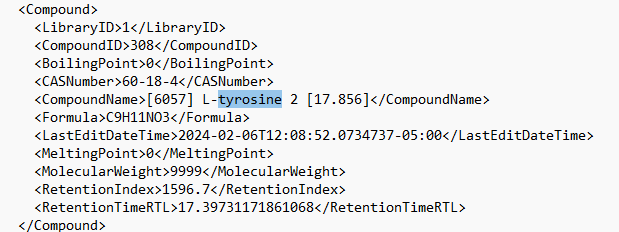 <Compound>
<LibraryID>1</LibraryID>
<CompoundID>308</CompoundID>
<BoilingPoint>0</BoilingPoint>
<CASNumber>60-18-4</CASNumber>
<CompoundName>[6057] L-tyrosine 2 [17.856]</CompoundName>
<Formula>C9H11NO3</Formula>
<LastEditDateTime>2024-02-06T12:08:52.0734737-05:00</LastEditDateTime>
<MeltingPoint>0</MeltingPoint>
<MolecularWeight>9999</MolecularWeight>
<RetentionIndex>1596.7</RetentionIndex>
<RetentionTimeRTL>17.39731171861068</RetentionTimeRTL>
</Compound>